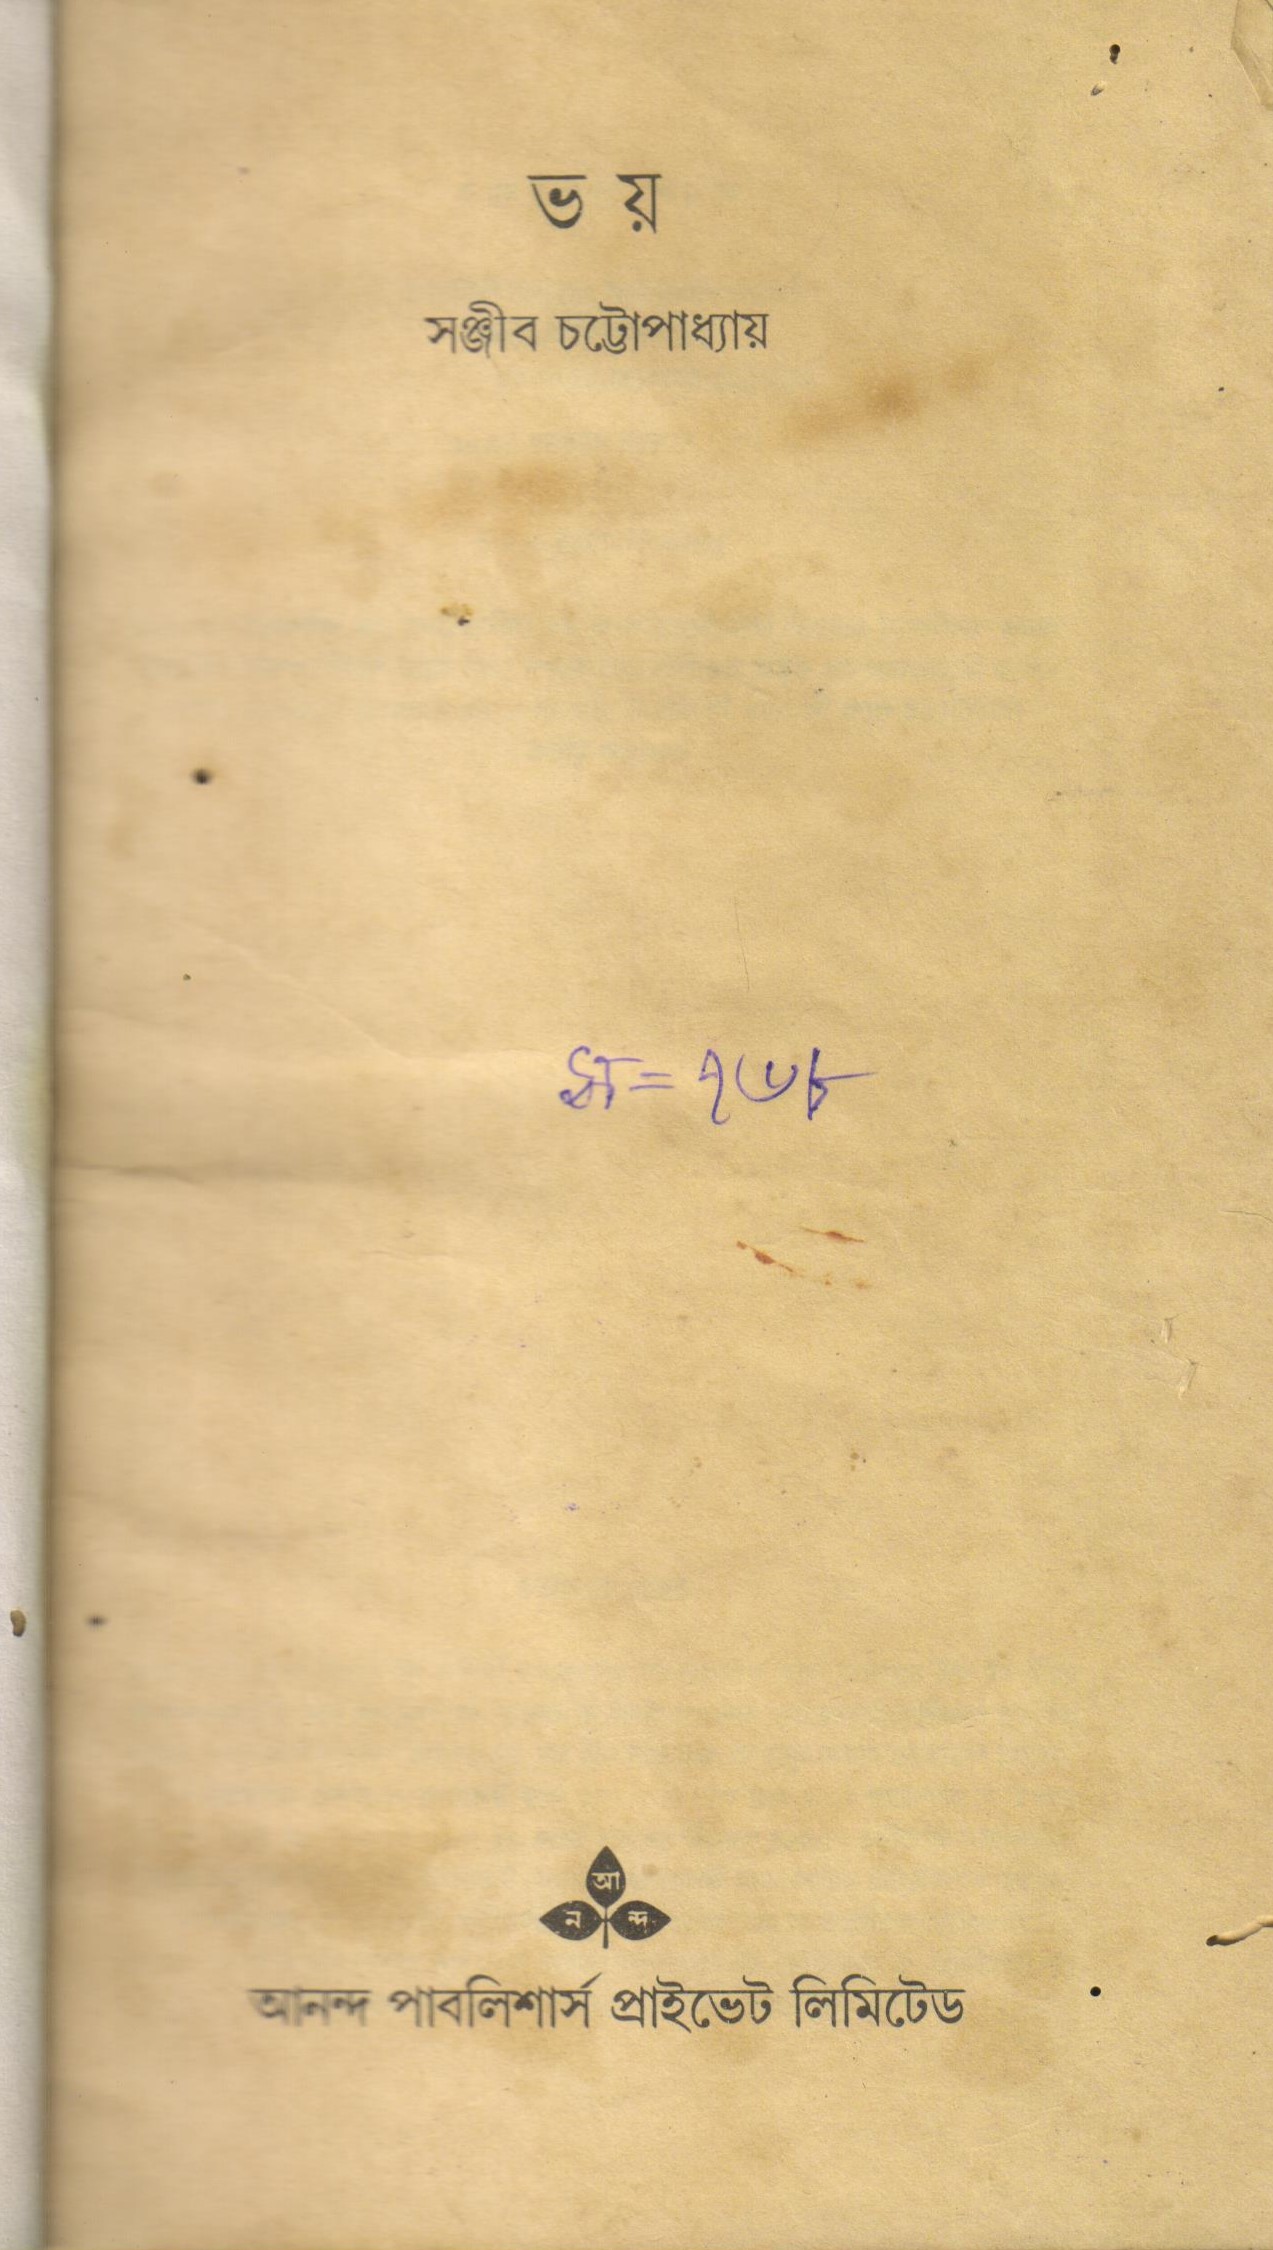 ভ য়
সঞ্জীব চট্টোপাধ্যায়
আ
ন ন্দ
আনন্দ পাবলিশার্স প্রাইভেট লিমিটেড